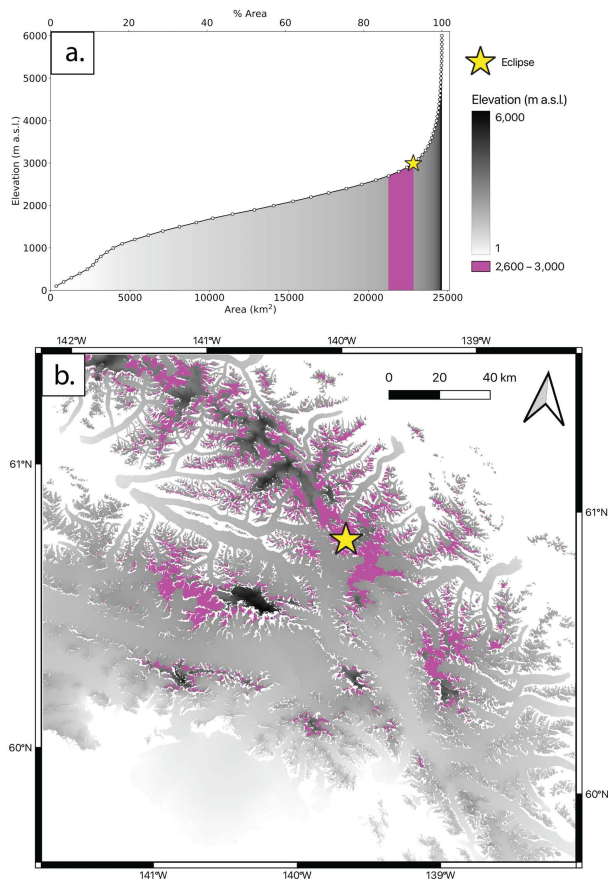 % Area
0 20 40 60 80 100
a.
6000
5000
4000
3000
2000
1000
0
Elevation (m a.s.l.)
0 5000 10000 15000 20000 25000
Area (km²)
Eclipse
Elevation (m a.s.l.)
6,000
1
2,600 – 3,000
142°W 141°W 140°W 139°W
b.
0 20 40 km
61°N
61°N
60°N
60°N
141°W 140°W 139°W